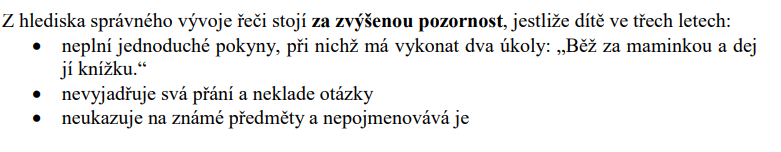 Z hlediska správného vývoje řeči stojí za zvýšenou pozornost, jestliže dítě ve třech letech:
• neplní jednoduché pokyny, při nichž má vykonat dva úkoly: „Běž za maminkou a dej
jí knížku.“
• nevyjadřuje svá přání a neklade otázky
• neukazuje na známé předměty a nepojmenovává je